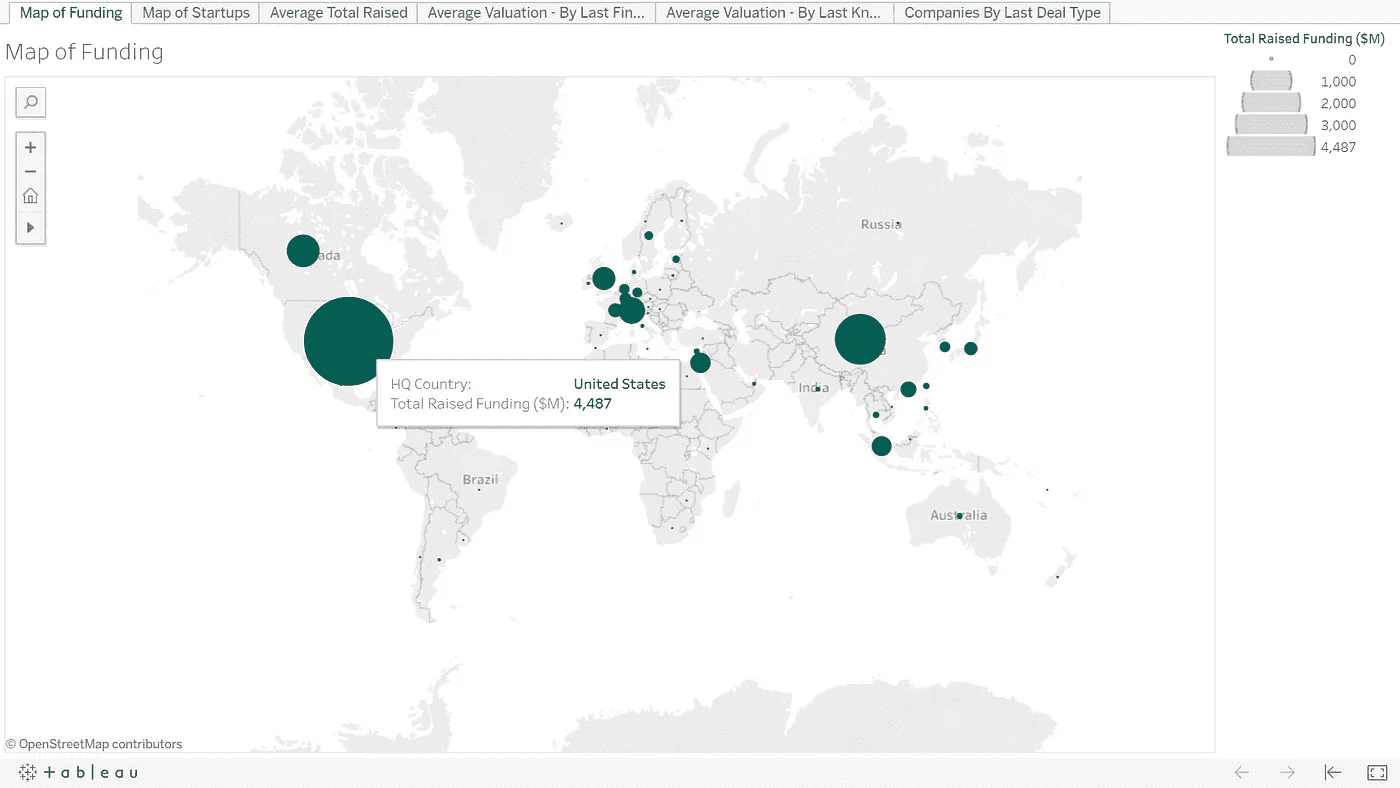 Map of Funding
Map of Startups
Average Total Raised
Average Valuation - By Last Fin...
Average Valuation - By Last Kn...
Companies By Last Deal Type
Map of Funding
Total Raised Funding ($M)
0
1,000
2,000
3,000
4,487
Russia
ada
HQ Country: United States
Total Raised Funding ($M): 4,487
India
Brazil
Australia
© OpenStreetMap contributors
+ a b | e a u